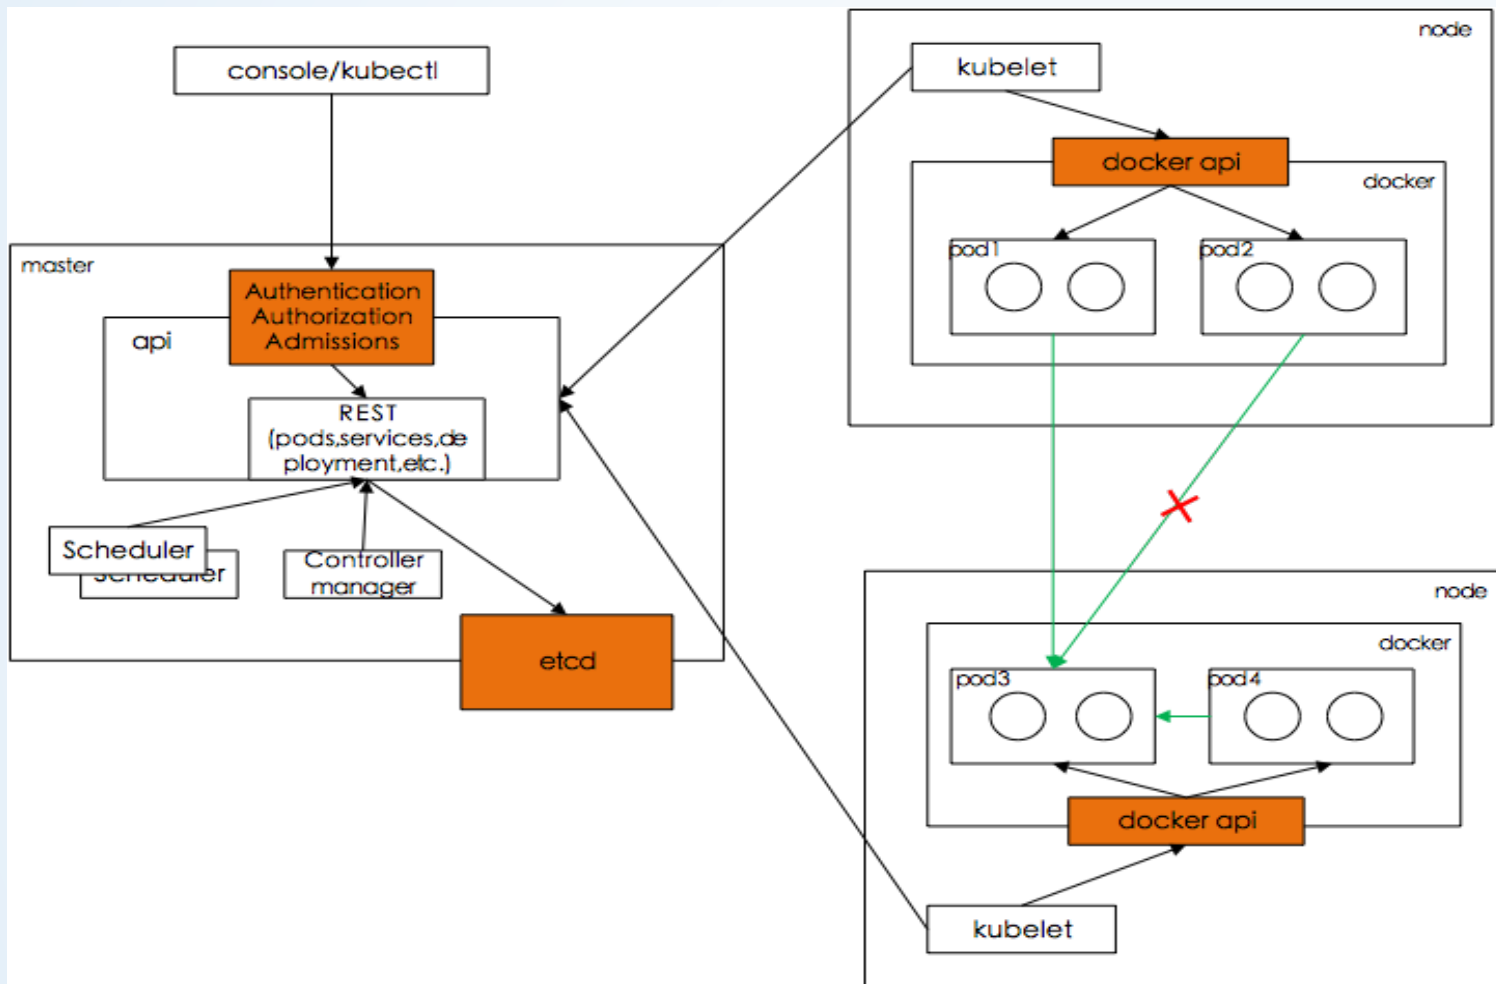 console/kubectl
master
Authentication
Authorization
Admissions
api
REST
(pods,services,de
ployment,etc.)
Scheduler
Scheduler
Controller
manager
etcd
node
kubelet
docker api
docker
pod1
pod2
node
docker
pod3
pod4
docker api
kubelet